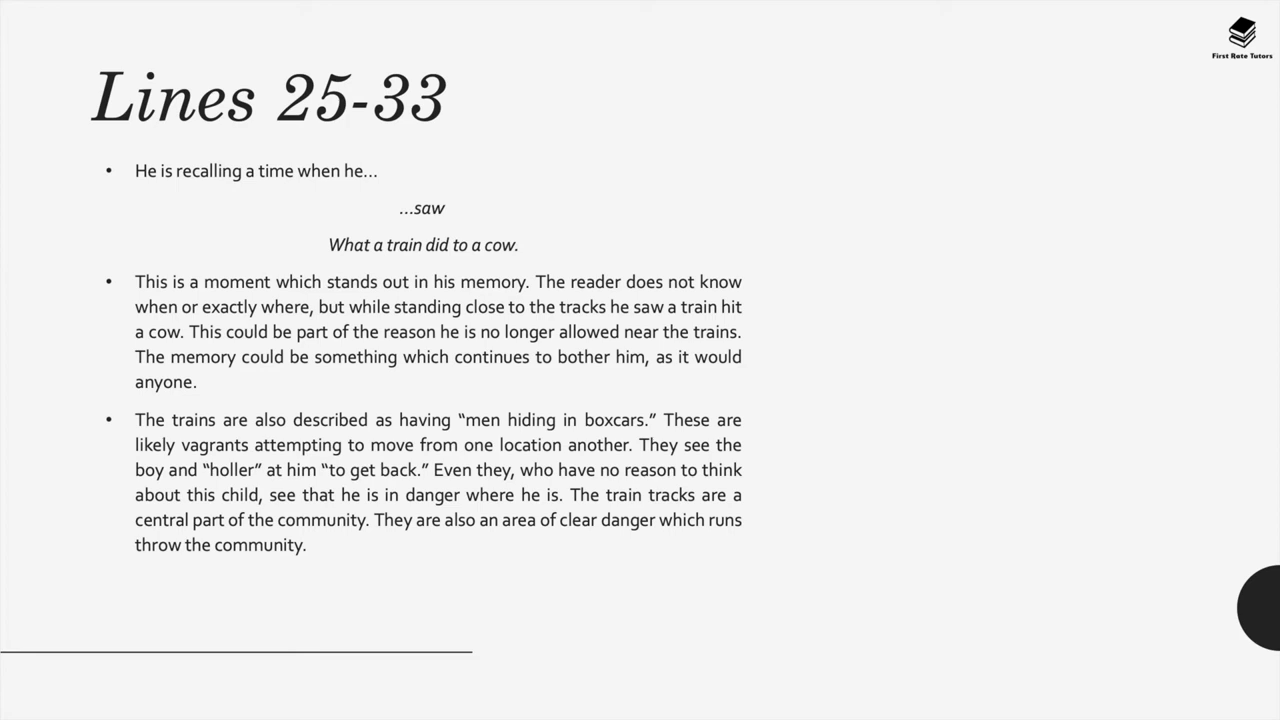 First Rate Tutors
Lines 25-33
• He is recalling a time when he...
...saw
What a train did to a cow.
• This is a moment which stands out in his memory. The reader does not know
when or exactly where, but while standing close to the tracks he saw a train hit
a cow. This could be part of the reason he is no longer allowed near the trains.
The memory could be something which continues to bother him, as it would
anyone.
• The trains are also described as having “men hiding in boxcars.” These are
likely vagrants attempting to move from one location another. They see the
boy and “holler” at him “to get back.” Even they, who have no reason to think
about this child, see that he is in danger where he is. The train tracks are a
central part of the community. They are also an area of clear danger which runs
throw the community.